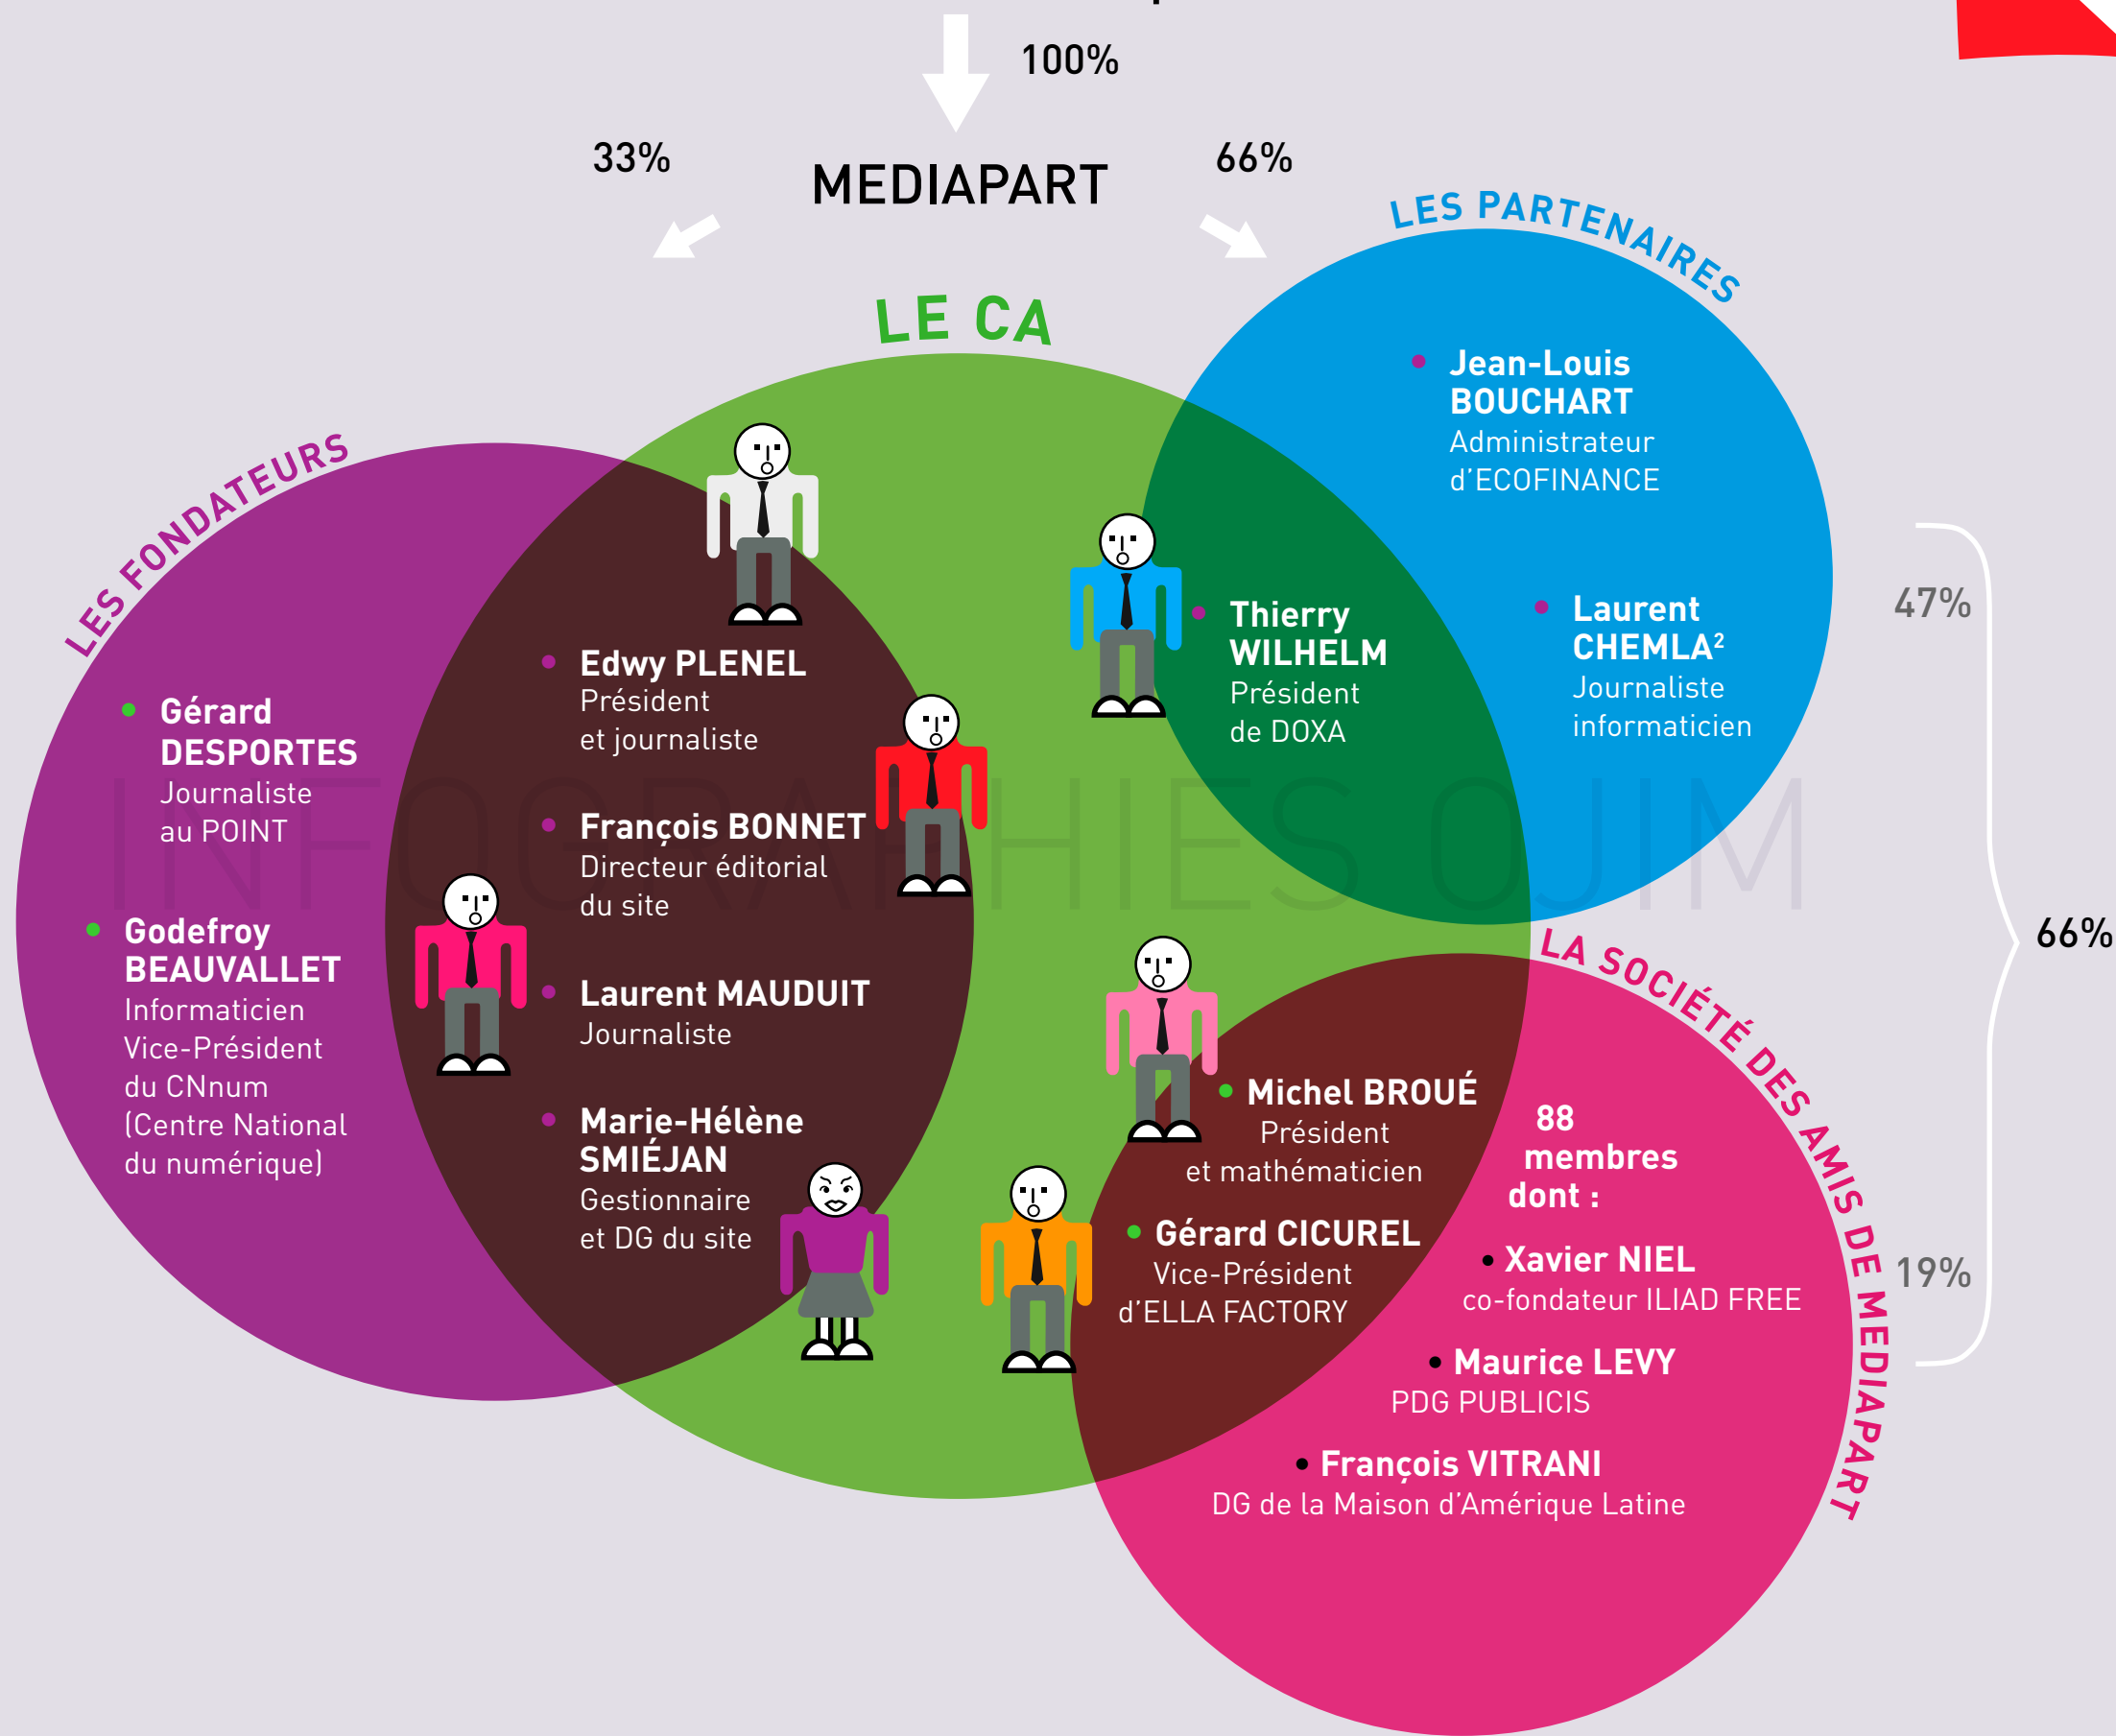 100%
33%
66%
MEDIAPART
LES PARTENAIRES
LE CA
LES FONDATEURS
Jean-Louis
BOUCHART
Administrateur
d'ECOFINANCE
47%
Thierry
WILHELM
Président
de DOXA
Laurent
CHEMLA²
Journaliste
informaticien
Edwy PLENEL
Président
et journaliste
Gérard
DESPORTES
Journaliste
au POINT
François BONNET
Directeur éditorial
du site
INFOGRAPHIES OJIM
Godefroy
BEAUVALLET
Informaticien
Vice-Président
du CNnum
(Centre National
du numérique)
Laurent MAUDUIT
Journaliste
Marie-Hélène
SMIÉJAN
Gestionnaire
et DG du site
66%
LA SOCIÉTÉ DES AMIS DE MEDIAPART
Michel BROUÉ
Président
et mathématicien
Gérard CICUREL
Vice-Président
d'ELLA FACTORY
88
membres
dont :
• Xavier NIEL
co-fondateur ILIAD FREE
19%
• Maurice LEVY
PDG PUBLICIS
• François VITRANI
DG de la Maison d'Amérique Latine